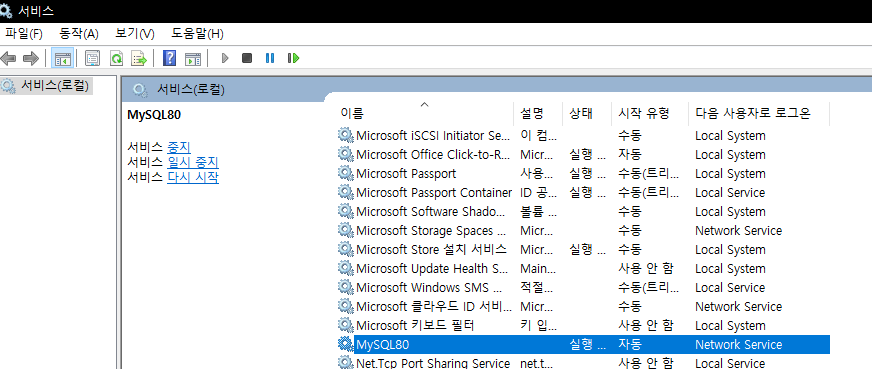 서비스
파일(F) 동작(A) 보기(V) 도움말(H)
서비스(로컬) 서비스(로컬)
MySQL80
서비스 중지
서비스 일시 중지
서비스 다시 시작
이름 설명 상태 시작 유형 다음 사용자로 로그온
Microsoft iSCSI Initiator Se... 이 컴... 수동 Local System
Microsoft Office Click-to-R... Micr... 실행 ... 자동 Local System
Microsoft Passport 사용... 실행 ... 수동(트리... Local System
Microsoft Passport Container ID 공... 실행 ... 수동(트리... Local Service
Microsoft Software Shado... 볼륨 ... 수동 Local System
Microsoft Storage Spaces ... Micr... 수동 Network Service
Microsoft Store 설치 서비스 Micr... 실행 ... 수동 Local System
Microsoft Update Health S... Main... 사용 안 함 Local System
Microsoft Windows SMS ... 적절... 수동(트리... Local Service
Microsoft 클라우드 ID 서비... Micr... 수동 Network Service
Microsoft 키보드 필터 키 입... 사용 안 함 Local System
MySQL80 실행 ... 자동 Network Service
Net.Tcp Port Sharing Service net.t... 사용 안 함 Local Service